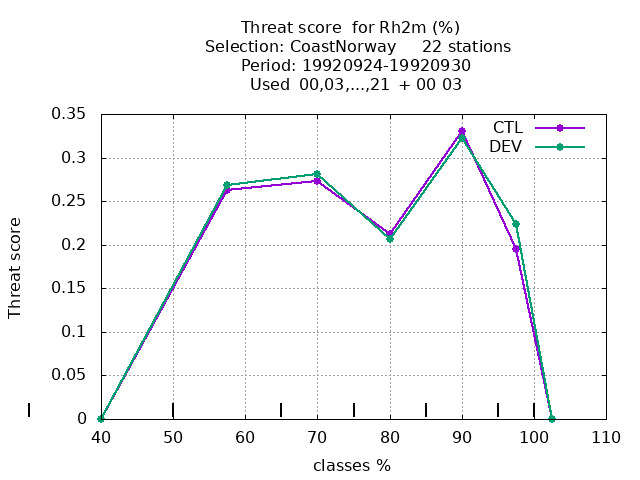 Threat score  for Rh2m (%)
Selection: CoastNorway     22 stations
Period: 19920924-19920930
Used  00,03,...,21  + 00 03
CTL
DEV
Threat score
0.35
0.3
0.25
0.2
0.15
0.1
0.05
0
40 50 60 70 80 90 100 110
classes %